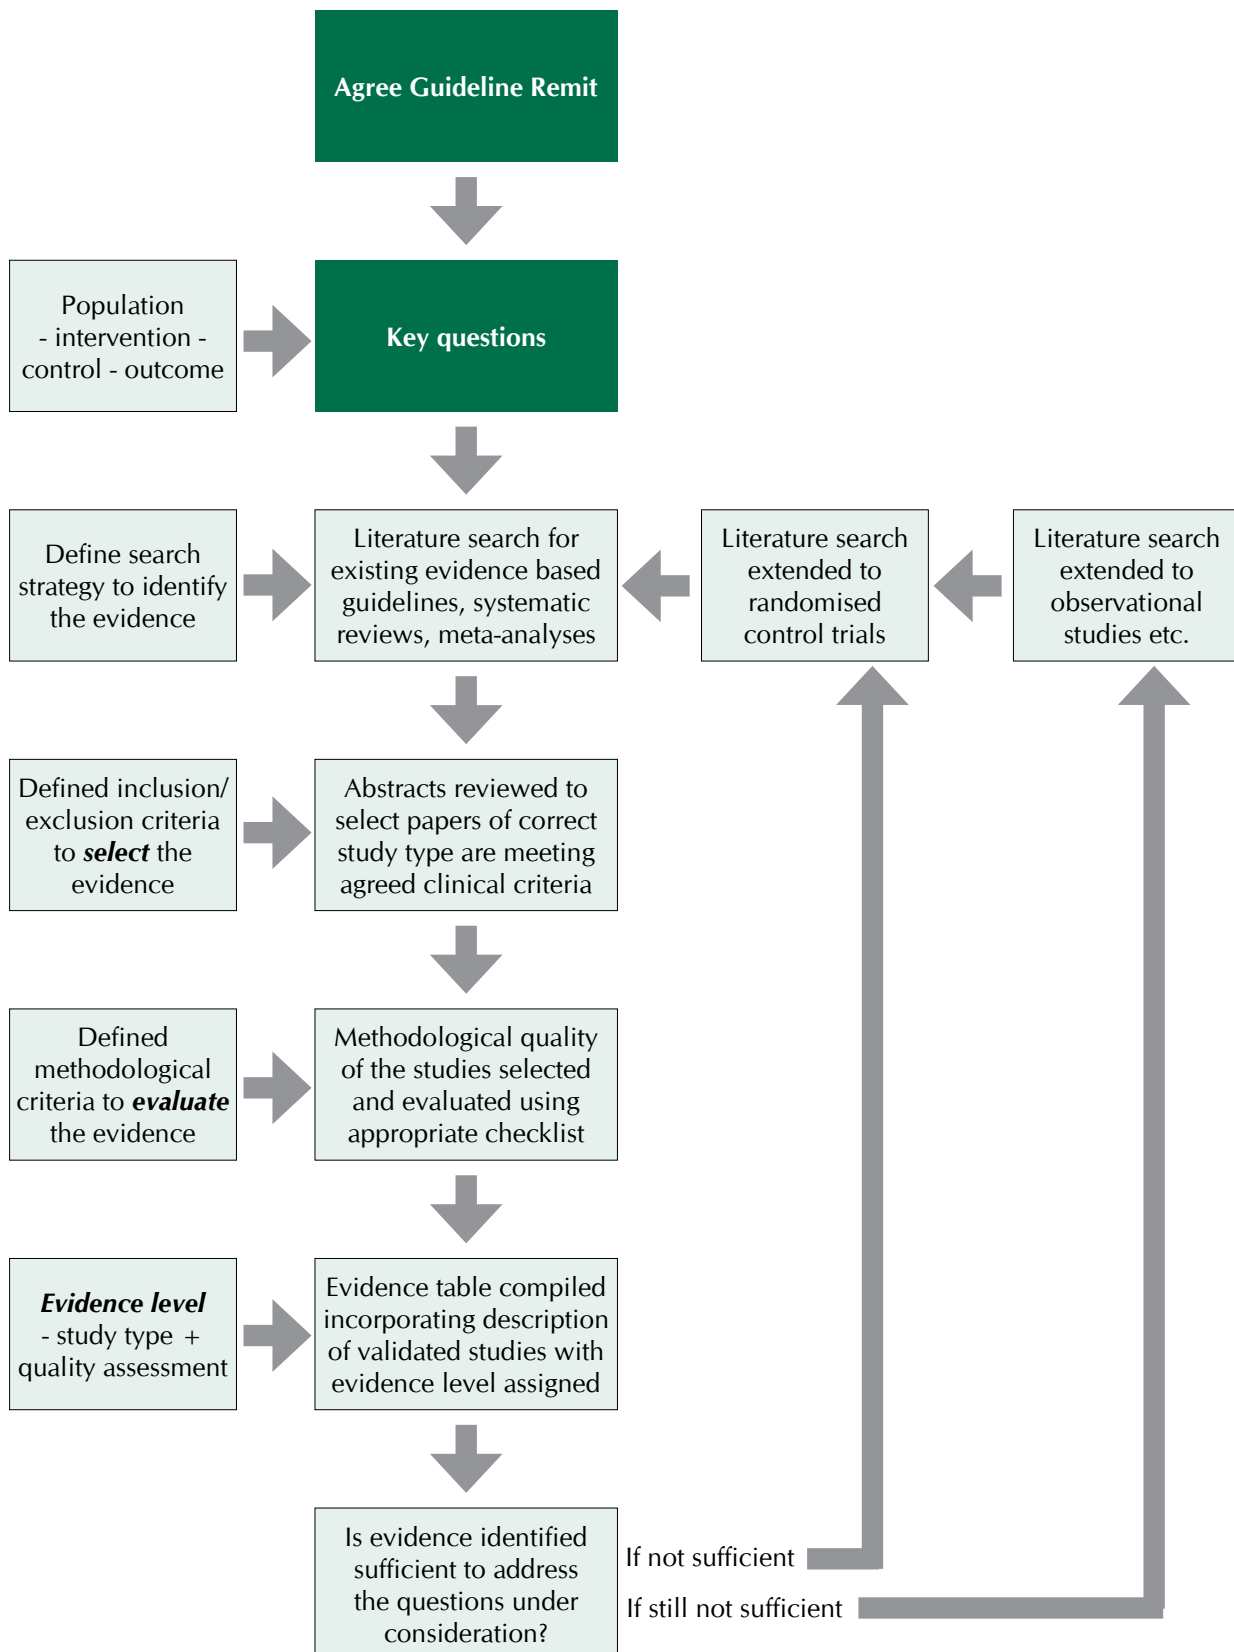 Agree Guideline Remit
Population
- intervention -
control - outcome
Key questions
Define search
strategy to identify
the evidence
Literature search for
existing evidence based
guidelines, systematic
reviews, meta-analyses
Literature search
extended to
randomised
control trials
Literature search
extended to
observational
studies etc.
Defined inclusion/
exclusion criteria
to select the
evidence
Abstracts reviewed to
select papers of correct
study type are meeting
agreed clinical criteria
Defined
methodological
criteria to evaluate
the evidence
Methodological quality
of the studies selected
and evaluated using
appropriate checklist
Evidence level
- study type +
quality assessment
Evidence table compiled
incorporating description
of validated studies with
evidence level assigned
Is evidence identified
sufficient to address
the questions under
consideration?
If not sufficient
If still not sufficient